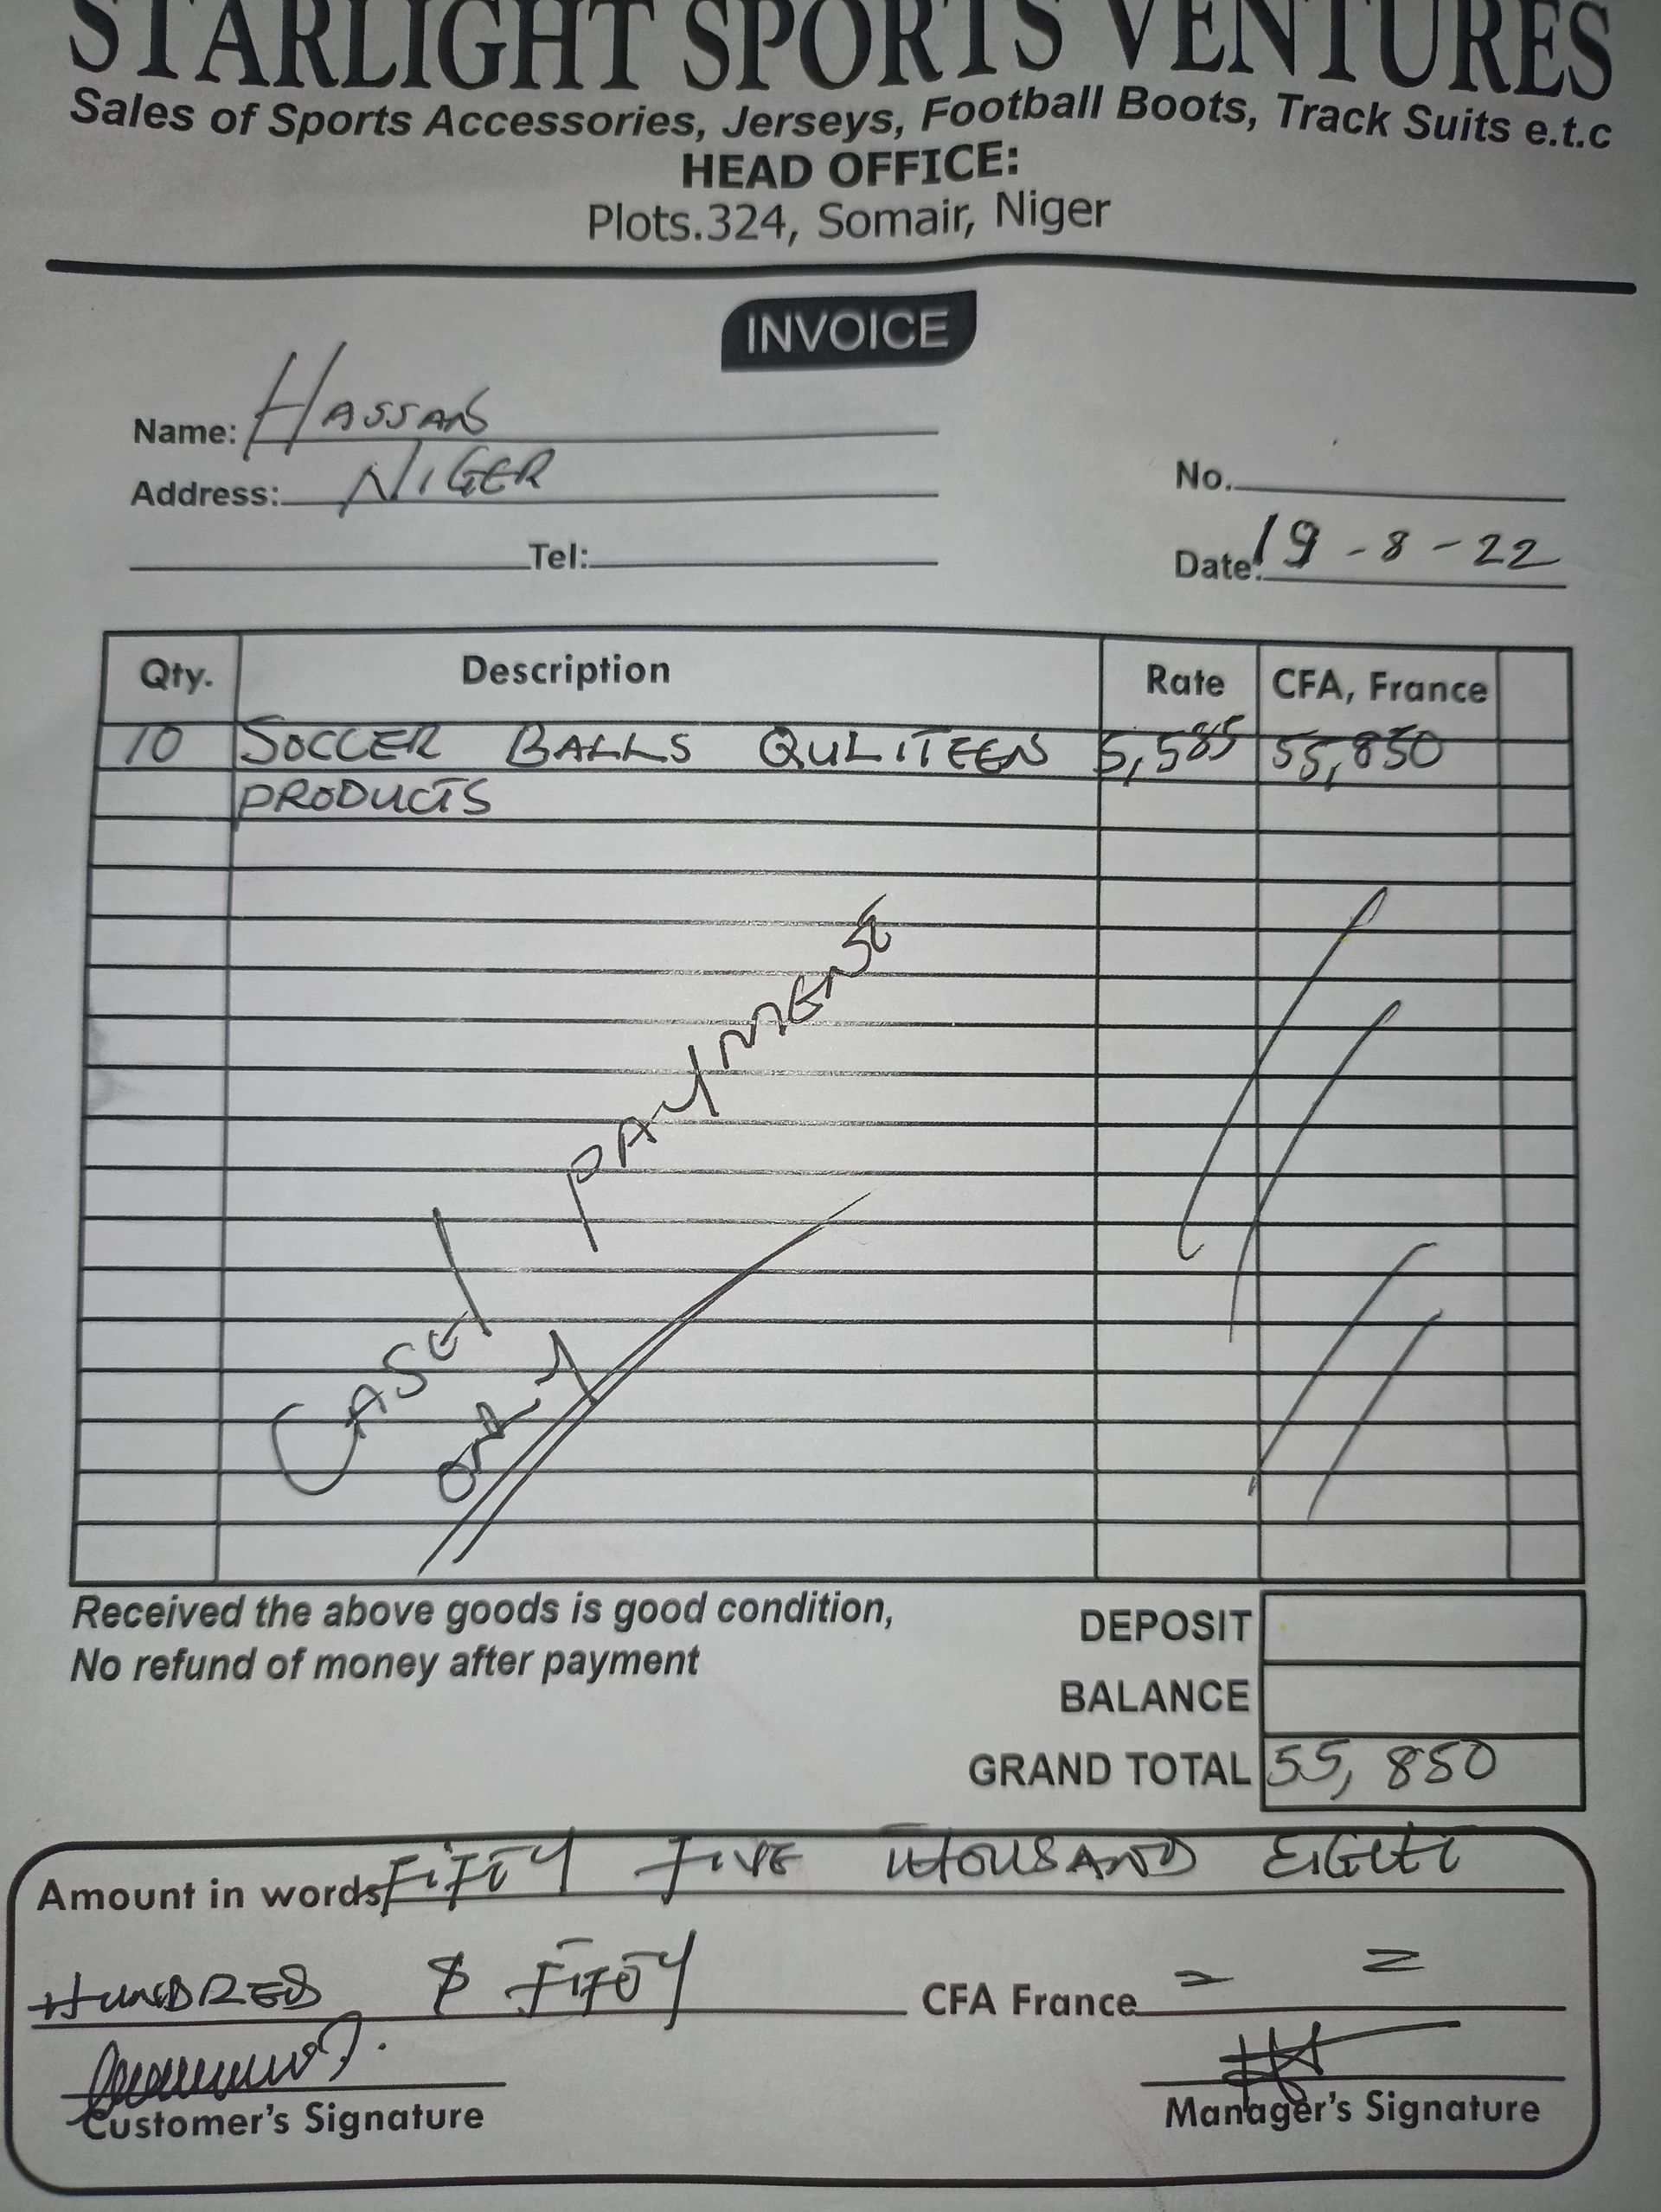 STARLIGHT SPORTS VENTURES
Sales of Sports Accessories, Jerseys, Football Boots, Track Suits e.t.c
HEAD OFFICE:
Plots.324, Somair, Niger
INVOICE
Name: HASSAN
Address: NIGER
Tel:
No.
Date: 19-8-22
Qty. Description Rate CFA, France
10 SOCCER BALLS QULITEEN 5,585 55,850
PRODUCTS
CASH PAYMENSE
ONLY
Received the above goods is good condition,
No refund of money after payment
DEPOSIT
BALANCE
GRAND TOTAL 55,850
Amount in words FIFTY FIVE THOUSAND EIGHT
HUNDRED & FIFTY CFA France = =
Customer's Signature
Manager's Signature